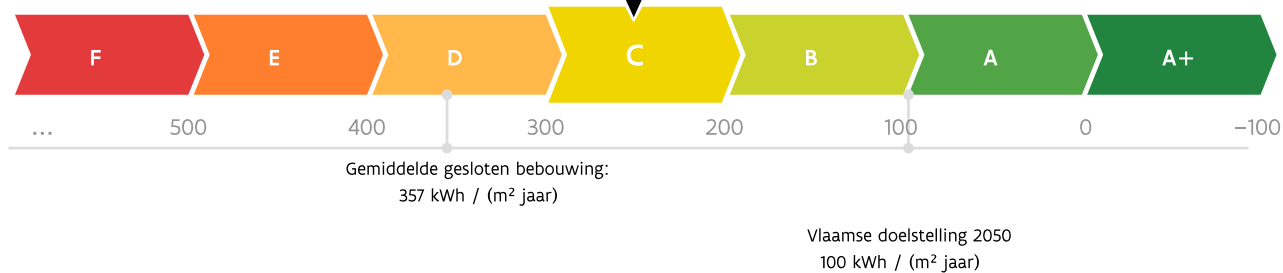 F E D C B A A+
... 500 400 300 200 100 0 −100
Gemiddelde gesloten bebouwing:
357 kWh / (m² jaar)
Vlaamse doelstelling 2050
100 kWh / (m² jaar)